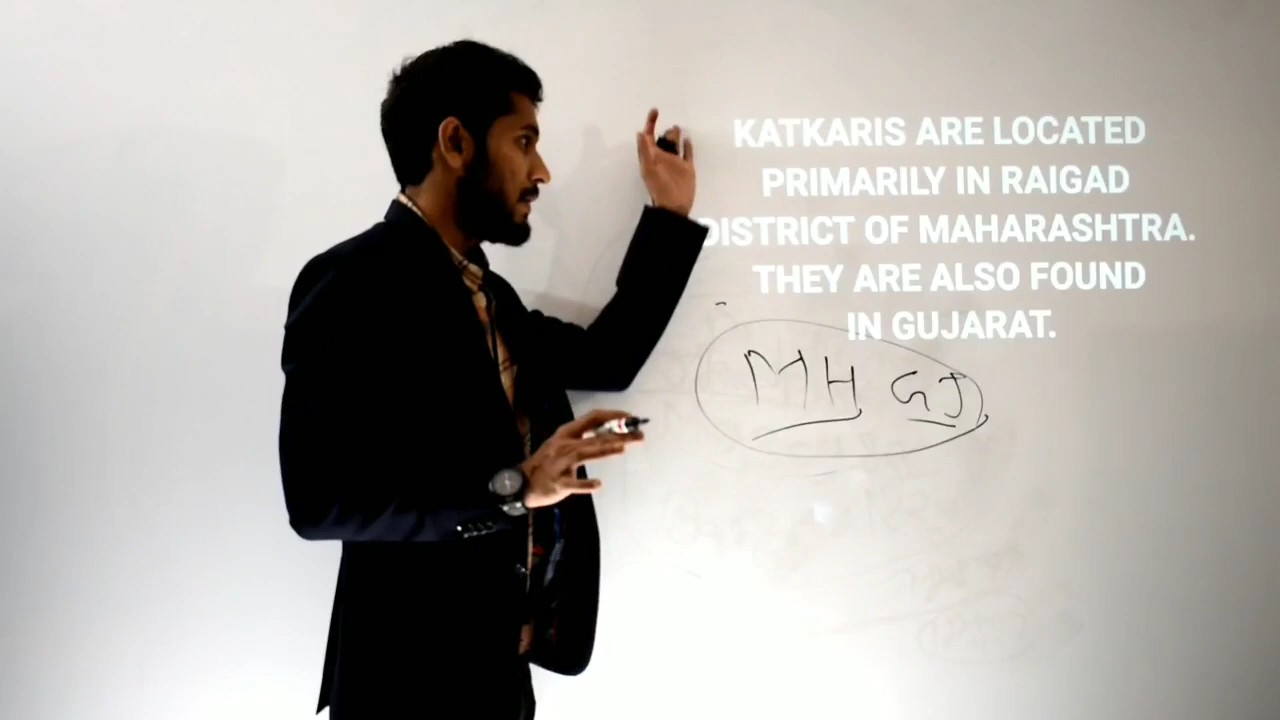 KATKARIS ARE LOCATED
PRIMARILY IN RAIGAD
DISTRICT OF MAHARASHTRA.
THEY ARE ALSO FOUND
IN GUJARAT.
MH GJ